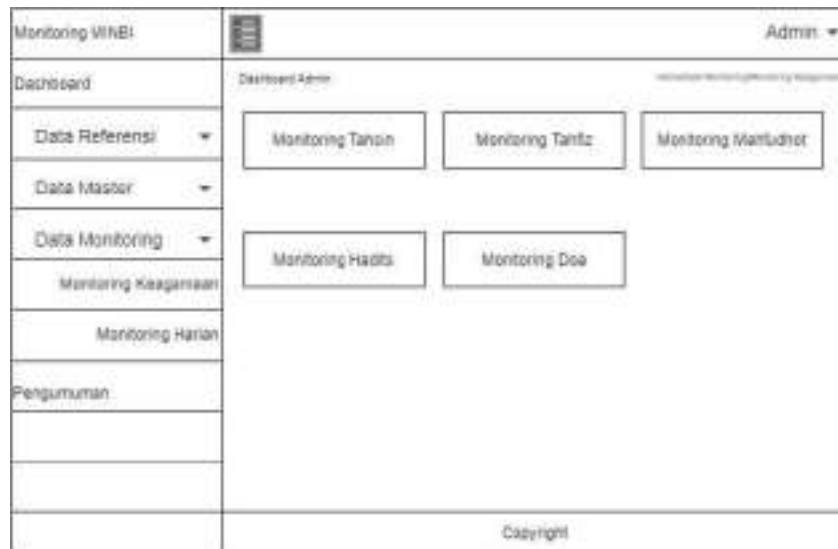 Monitoring MINBI
Admin
Dashboard
Dashboard Admin
Data Referensi
Monitoring Tahsin
Monitoring Tahfiz
Monitoring Mahfudhot
Data Master
Data Monitoring
Monitoring Hadits
Monitoring Doa
Monitoring Keagamaan
Monitoring Harian
Pengumuman
Copyright